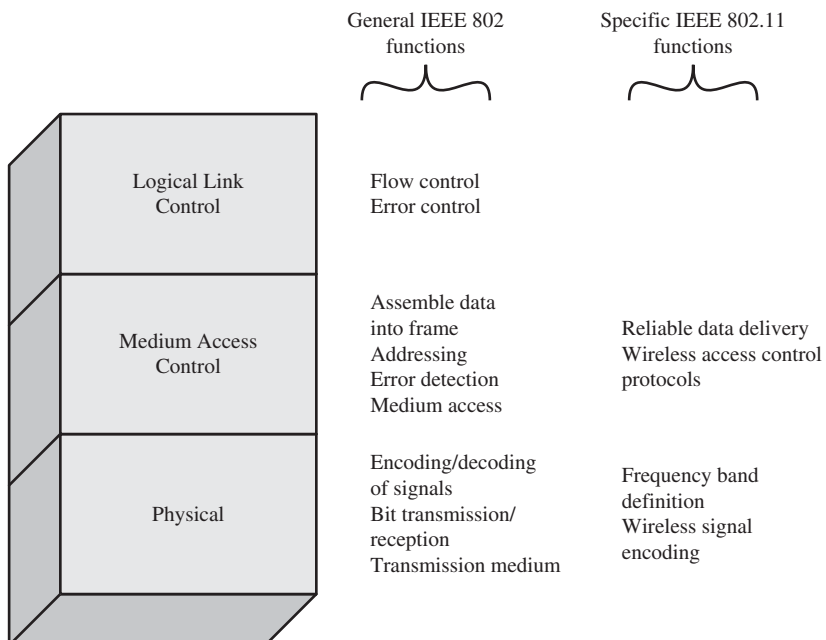 General IEEE 802
functions
Specific IEEE 802.11
functions
Logical Link
Control
Flow control
Error control
Medium Access
Control
Assemble data
into frame
Addressing
Error detection
Medium access
Reliable data delivery
Wireless access control
protocols
Physical
Encoding/decoding
of signals
Bit transmission/
reception
Transmission medium
Frequency band
definition
Wireless signal
encoding